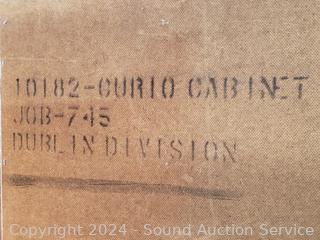 10182-CURIO CABINET
JOB-745
DUBLIN DIVISION
Copyright 2024 - Sound Auction Service